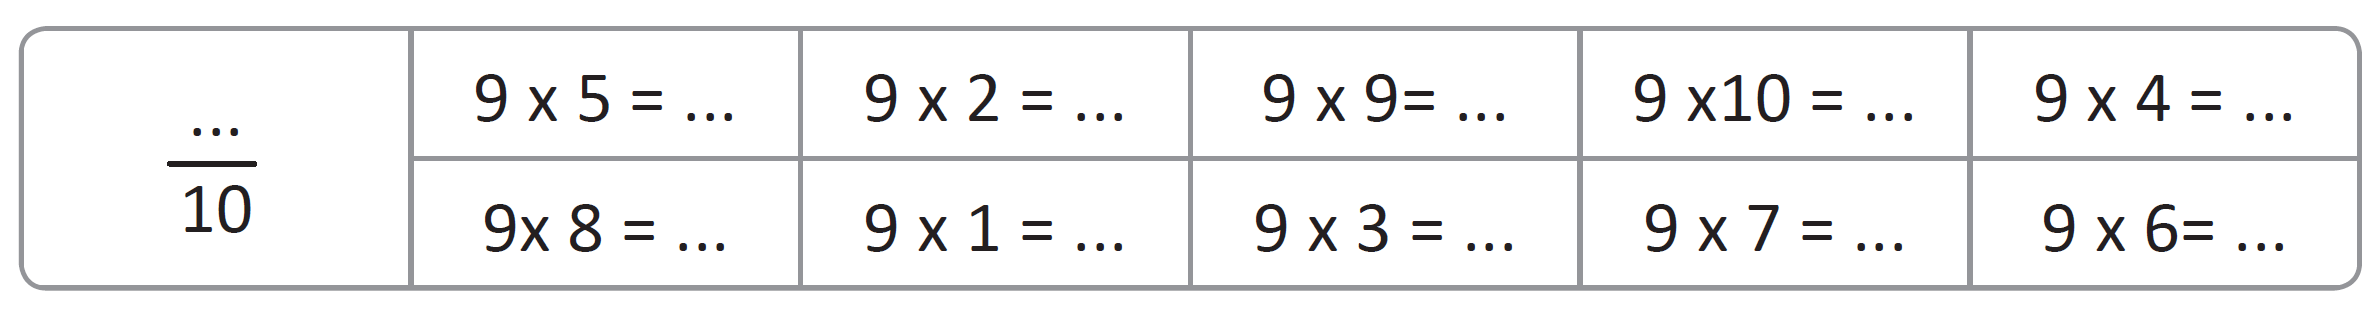 ...
10
9 x 5 = ...
9 x 2 = ...
9 x 9= ...
9 x10 = ...
9 x 4 = ...
9x 8 = ...
9 x 1 = ...
9 x 3 = ...
9 x 7 = ...
9 x 6= ...